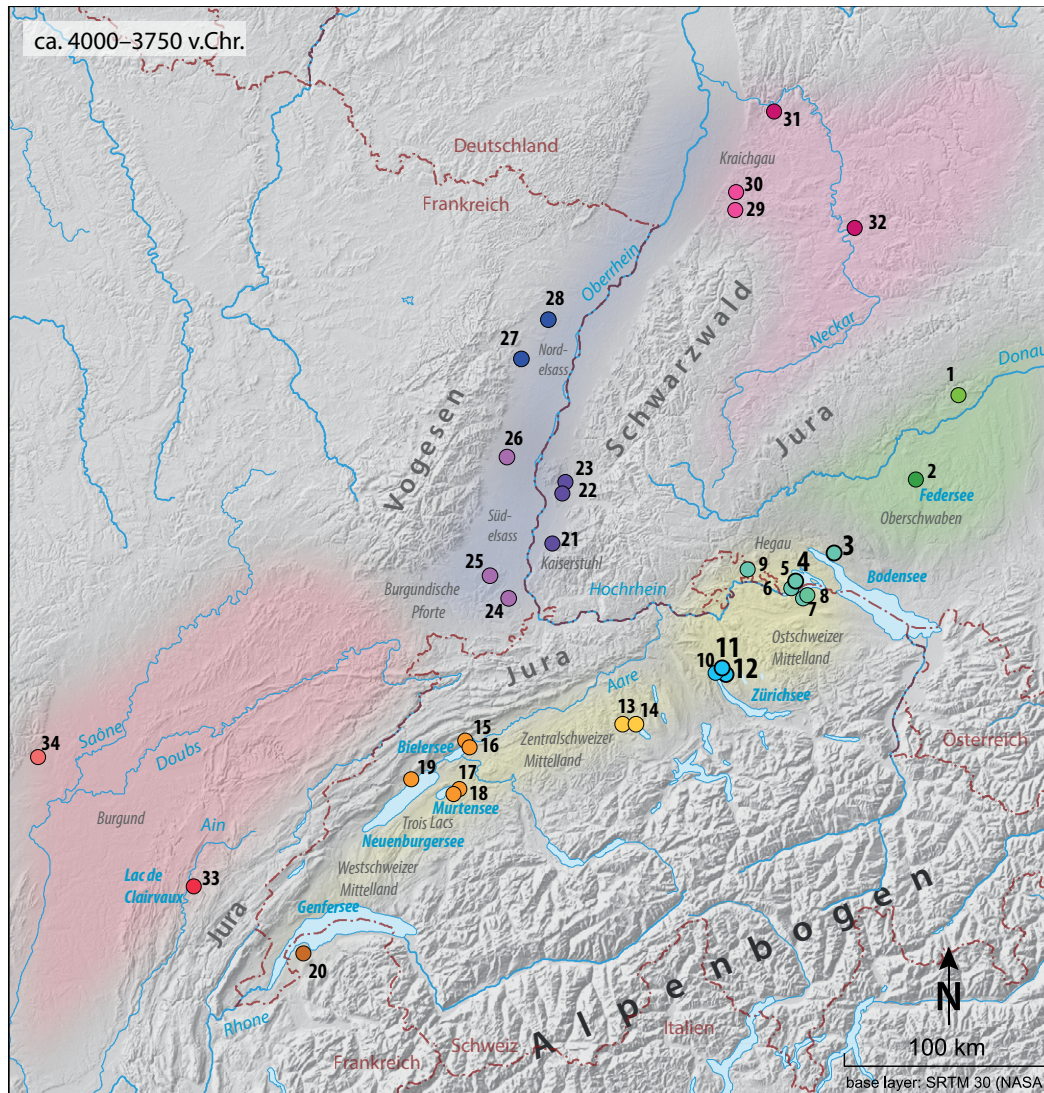 ca. 4000–3750 v.Chr.
31
Deutschland
Kraichgau
30
Frankreich
29
32
Oberrhein
28
Nord-
elsass
27
Schwarzwald
Neckar
Donau
1
Vogesen
Jura
26
23
22
2
Federsee
Oberschwaben
Süd-
elsass
21
Kaiserstuhl
Hegau
3
25
9
5
4
Bodensee
Burgundische
Pforte
24
Hochrhein
6
8
7
Ostschweizer
Mittelland
Jura
11
10
12
Zürichsee
Aare
13
14
Saône
34
Doubs
15
Bielersee
16
Zentralschweizer
Mittelland
Österreich
19
17
18
Murtensee
Burgund
Ain
Trois Lacs
Neuenburgersee
Westschweizer
Mittelland
Lac de
Clairvaux
33
Jura
Genfersee
Alpenbogen
20
N
Rhone
Italien
Schweiz
Frankreich
100 km
base layer: SRTM 30 (NASA